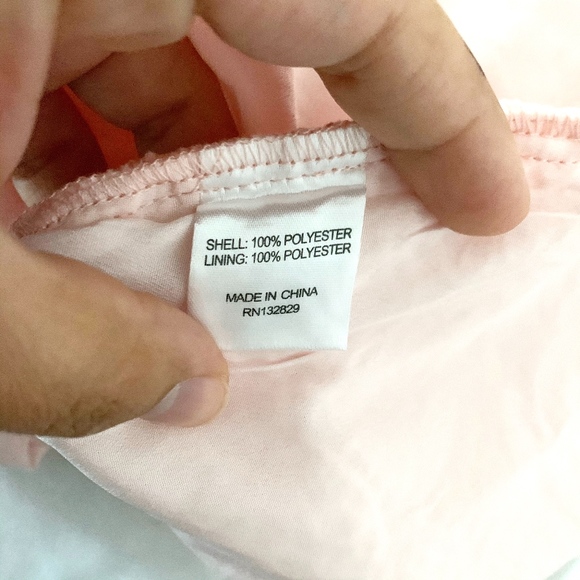 SHELL: 100% POLYESTER
LINING: 100% POLYESTER
MADE IN CHINA
RN132829